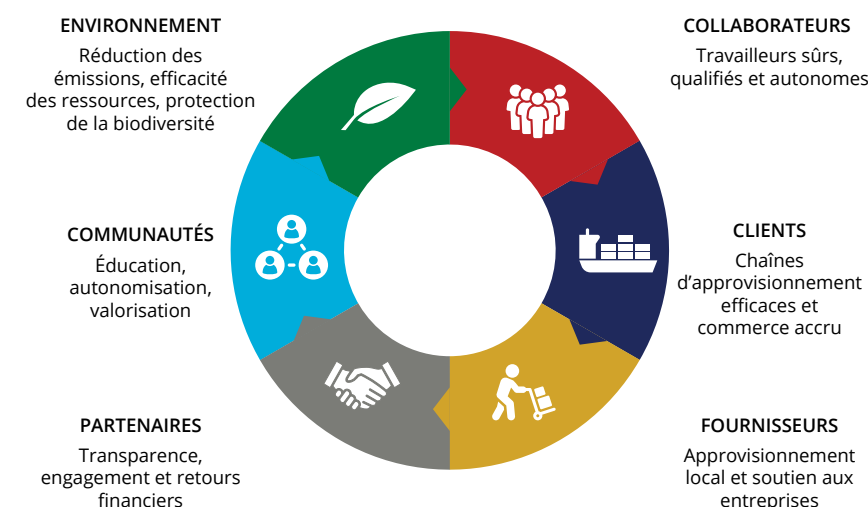 ENVIRONNEMENT
Réduction des
émissions, efficacité
des ressources, protection
de la biodiversité
COLLABORATEURS
Travailleurs sûrs,
qualifiés et autonomes
COMMUNAUTÉS
Éducation,
autonomisation,
valorisation
CLIENTS
Chaînes
d’approvisionnement
efficaces et
commerce accru
PARTENAIRES
Transparence,
engagement et retours
financiers
FOURNISSEURS
Approvisionnement
local et soutien aux
entreprises